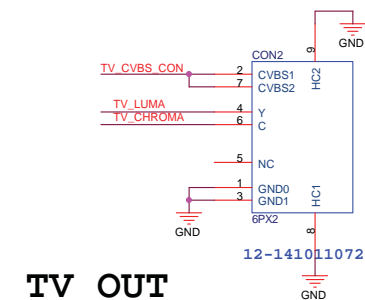 9
GND
CON2
TV_CVBS_CON 2 CVBS1 HC2
7 CVBS2
TV_LUMA 4 Y
TV_CHROMA 6 C
5 NC
1 GND0 HC1
3 GND1
6PX2
GND
8
12-141011072
TV OUT
GND